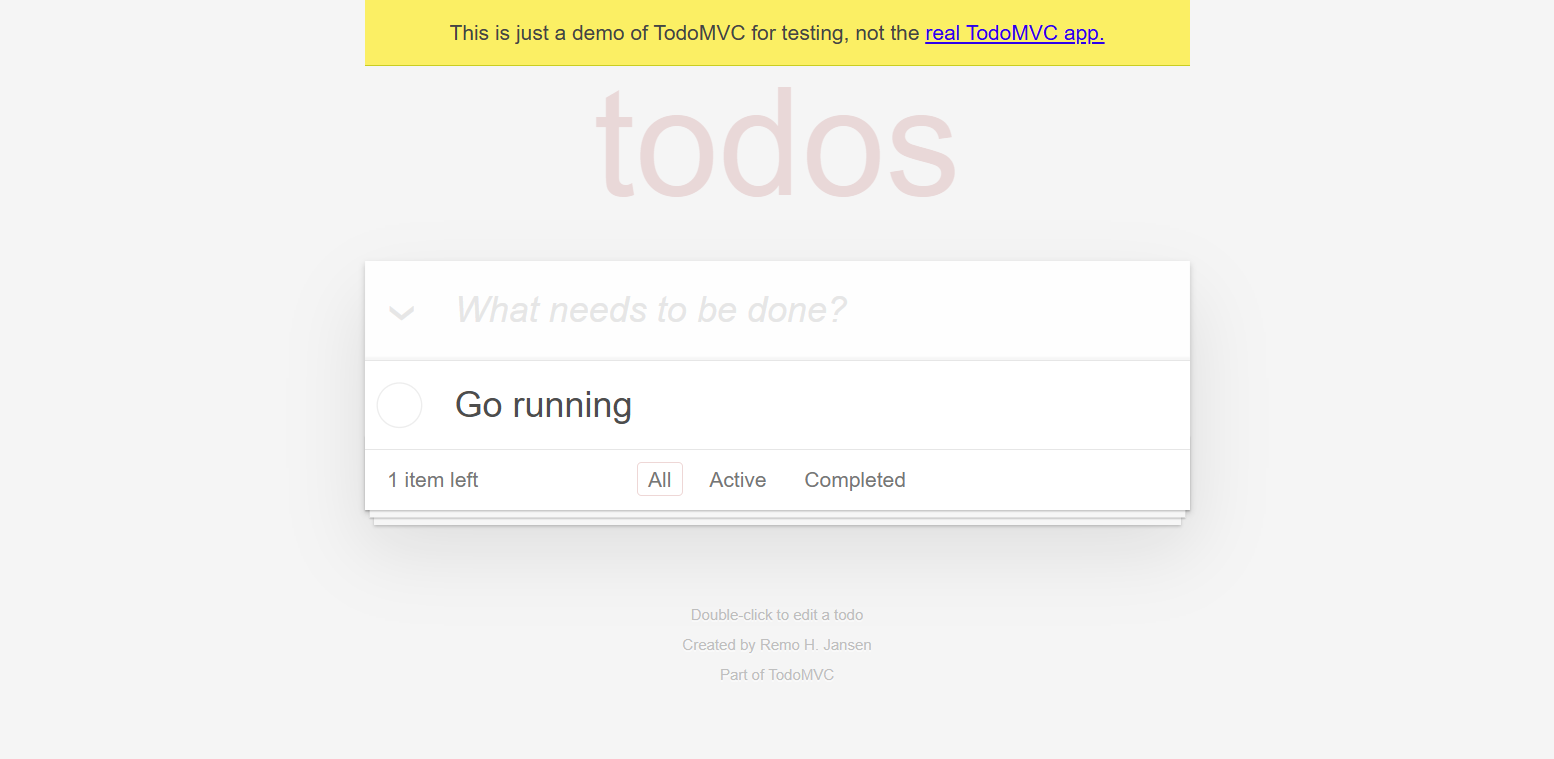 This is just a demo of TodoMVC for testing, not the real TodoMVC app.
todos
What needs to be done?
Go running
1 item left All Active Completed
Double-click to edit a todo
Created by Remo H. Jansen
Part of TodoMVC